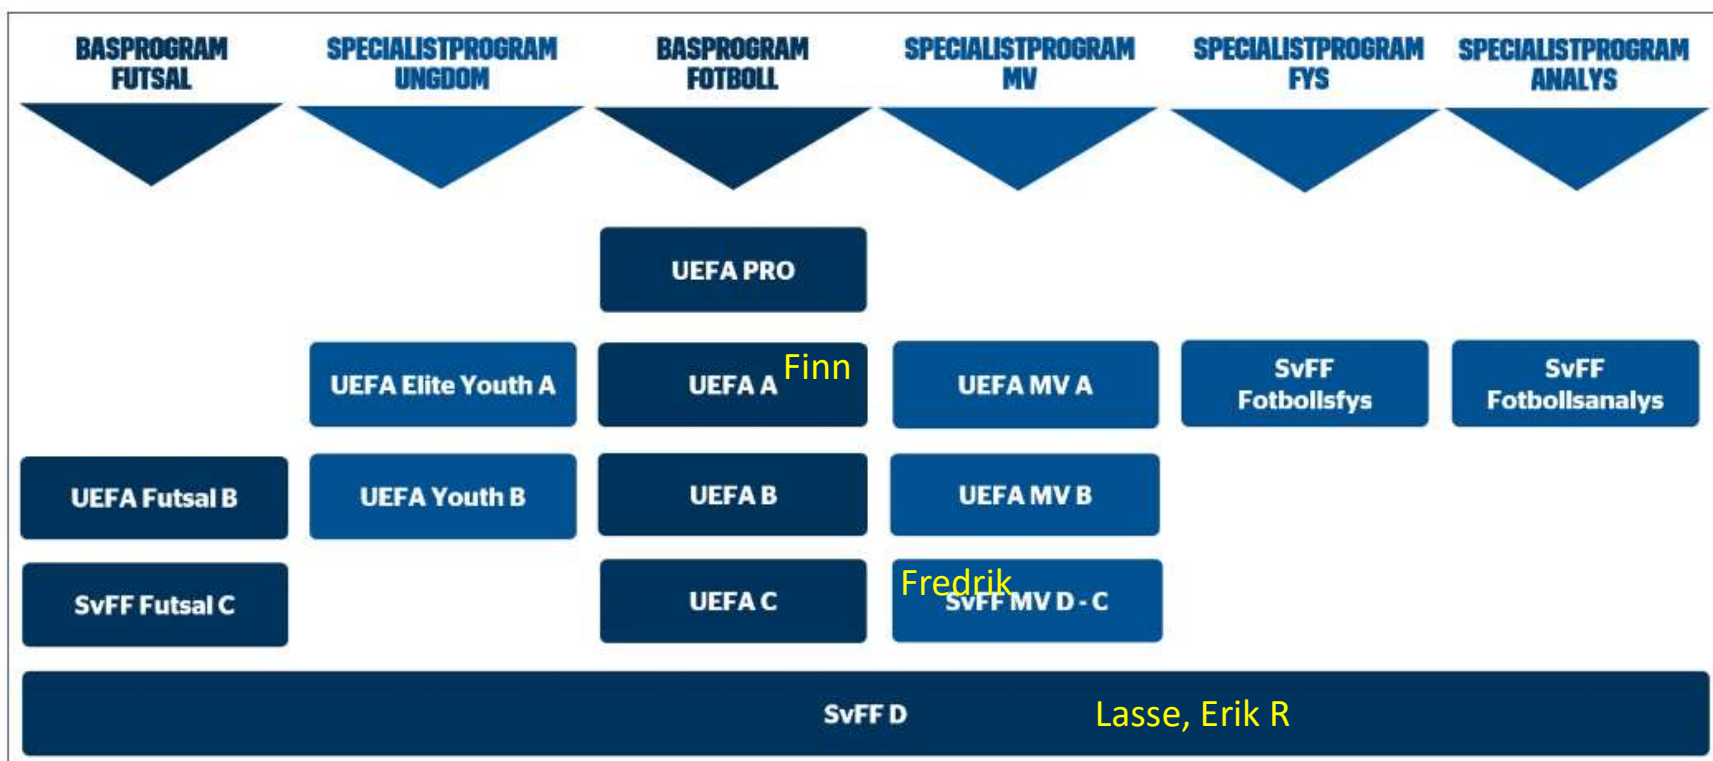 BASPROGRAM
FUTSAL
SPECIALISTPROGRAM
UNGDOM
BASPROGRAM
FOTBOLL
SPECIALISTPROGRAM
MV
SPECIALISTPROGRAM
FYS
SPECIALISTPROGRAM
ANALYS
UEFA PRO
UEFA Elite Youth A
UEFA A
Finn
UEFA MV A
SvFF
Fotbollsfys
SvFF
Fotbollsanalys
UEFA Futsal B
UEFA Youth B
UEFA B
UEFA MV B
SvFF Futsal C
UEFA C
Fredrik
SvFF MV D - C
SvFF D
Lasse, Erik R